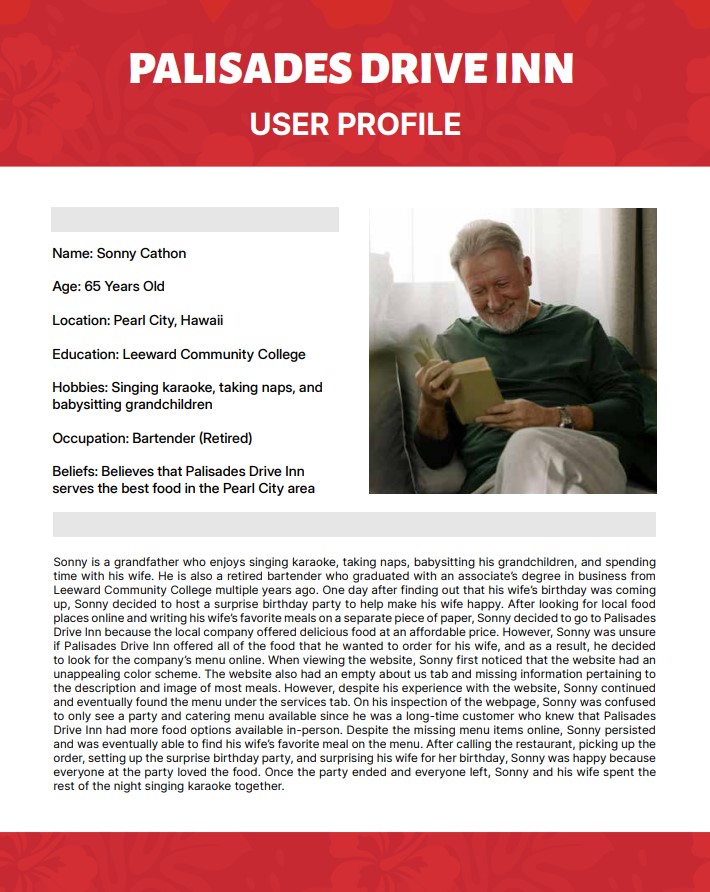 PALISADES DRIVE INN
USER PROFILE
Name: Sonny Cathon
Age: 65 Years Old
Location: Pearl City, Hawaii
Education: Leeward Community College
Hobbies: Singing karaoke, taking naps, and
babysitting grandchildren
Occupation: Bartender (Retired)
Beliefs: Believes that Palisades Drive Inn
serves the best food in the Pearl City area
Sonny is a grandfather who enjoys singing karaoke, taking naps, babysitting his grandchildren, and spending
time with his wife. He is also a retired bartender who graduated with an associate's degree in business from
Leeward Community College multiple years ago. One day after finding out that his wife's birthday was coming
up, Sonny decided to host a surprise birthday party to help make his wife happy. After looking for local food
places online and writing his wife's favorite meals on a separate piece of paper, Sonny decided to go to Palisades
Drive Inn because the local company offered delicious food at an affordable price. However, Sonny was unsure
if Palisades Drive Inn offered all of the food that he wanted to order for his wife, and as a result, he decided
to look for the company's menu online. When viewing the website, Sonny first noticed that the website had an
unappealing color scheme. The website also had an empty about us tab and missing information pertaining to
the description and image of most meals. However, despite his experience with the website, Sonny continued
and eventually found the menu under the services tab. On his inspection of the webpage, Sonny was confused
to only see a party and catering menu available since he was a long-time customer who knew that Palisades
Drive Inn had more food options available in-person. Despite the missing menu items online, Sonny persisted
and was eventually able to find his wife's favorite meal on the menu. After calling the restaurant, picking up the
order, setting up the surprise birthday party, and surprising his wife for her birthday, Sonny was happy because
everyone at the party loved the food. Once the party ended and everyone left, Sonny and his wife spent the
rest of the night singing karaoke together.